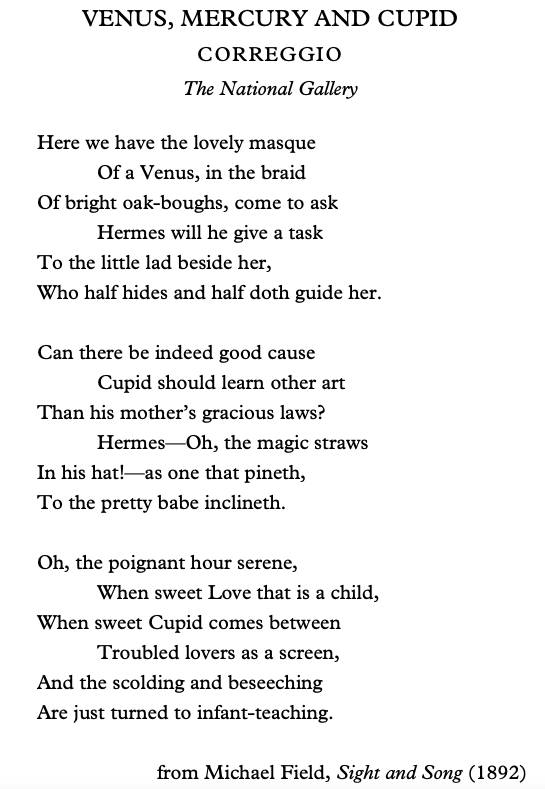 VENUS, MERCURY AND CUPID
CORREGGIO
The National Gallery
Here we have the lovely masque
Of a Venus, in the braid
Of bright oak-boughs, come to ask
Hermes will he give a task
To the little lad beside her,
Who half hides and half doth guide her.
Can there be indeed good cause
Cupid should learn other art
Than his mother's gracious laws?
Hermes—Oh, the magic straws
In his hat!—as one that pineth,
To the pretty babe inclineth.
Oh, the poignant hour serene,
When sweet Love that is a child,
When sweet Cupid comes between
Troubled lovers as a screen,
And the scolding and beseeching
Are just turned to infant-teaching.
from Michael Field, Sight and Song (1892)